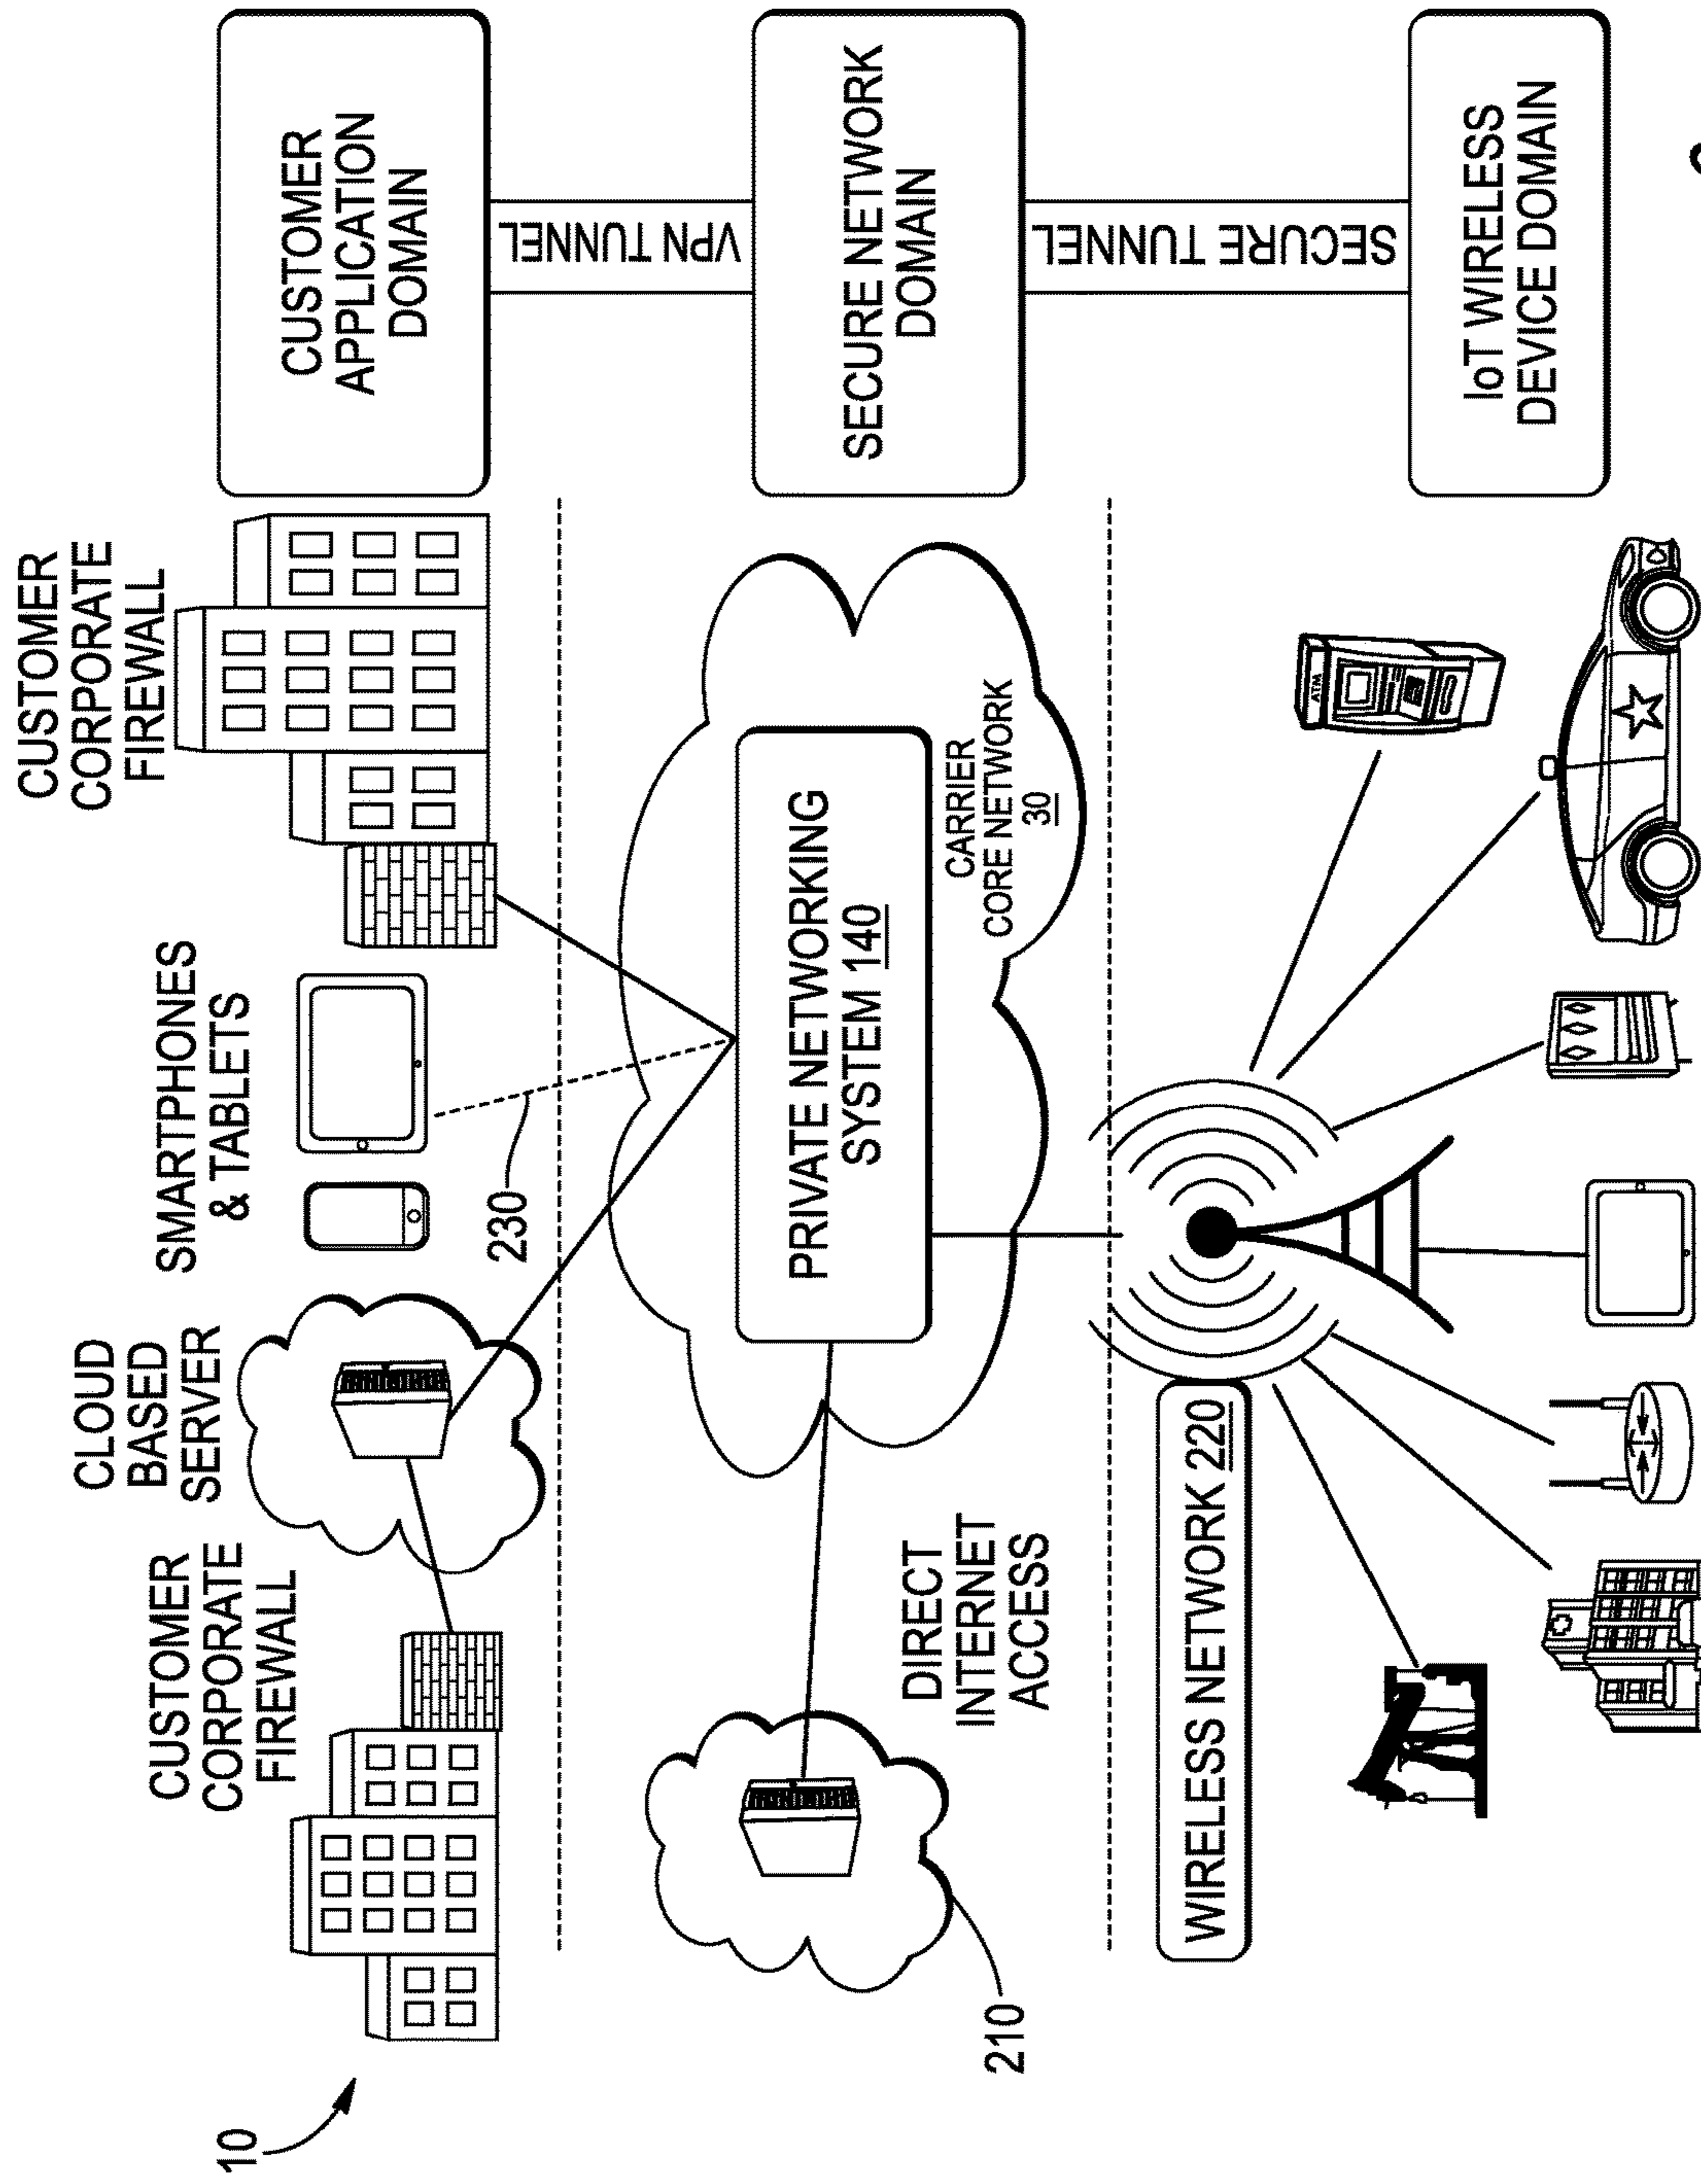 10
CUSTOMER
CORPORATE
FIREWALL
CLOUD
BASED
SERVER
SMARTPHONES
& TABLETS
CUSTOMER
CORPORATE
FIREWALL
CUSTOMER
APPLICATION
DOMAIN
230
VPN TUNNEL
210
DIRECT
INTERNET
ACCESS
PRIVATE NETWORKING
SYSTEM 140
CARRIER
CORE NETWORK
30
SECURE NETWORK
DOMAIN
SECURE TUNNEL
WIRELESS NETWORK 220
ATM
IoT WIRELESS
DEVICE DOMAIN